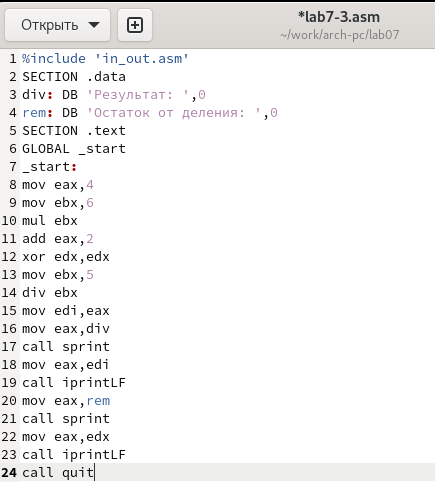 Открыть
*lab7-3.asm
~/work/arch-pc/lab07
1 %include 'in_out.asm'
2 SECTION .data
3 div: DB 'Результат: ',0
4 rem: DB 'Остаток от деления: ',0
5 SECTION .text
6 GLOBAL _start
7 _start:
8 mov eax,4
9 mov ebx,6
10 mul ebx
11 add eax,2
12 xor edx,edx
13 mov ebx,5
14 div ebx
15 mov edi,eax
16 mov eax,div
17 call sprint
18 mov eax,edi
19 call iprintLF
20 mov eax,rem
21 call sprint
22 mov eax,edx
23 call iprintLF
24 call quit